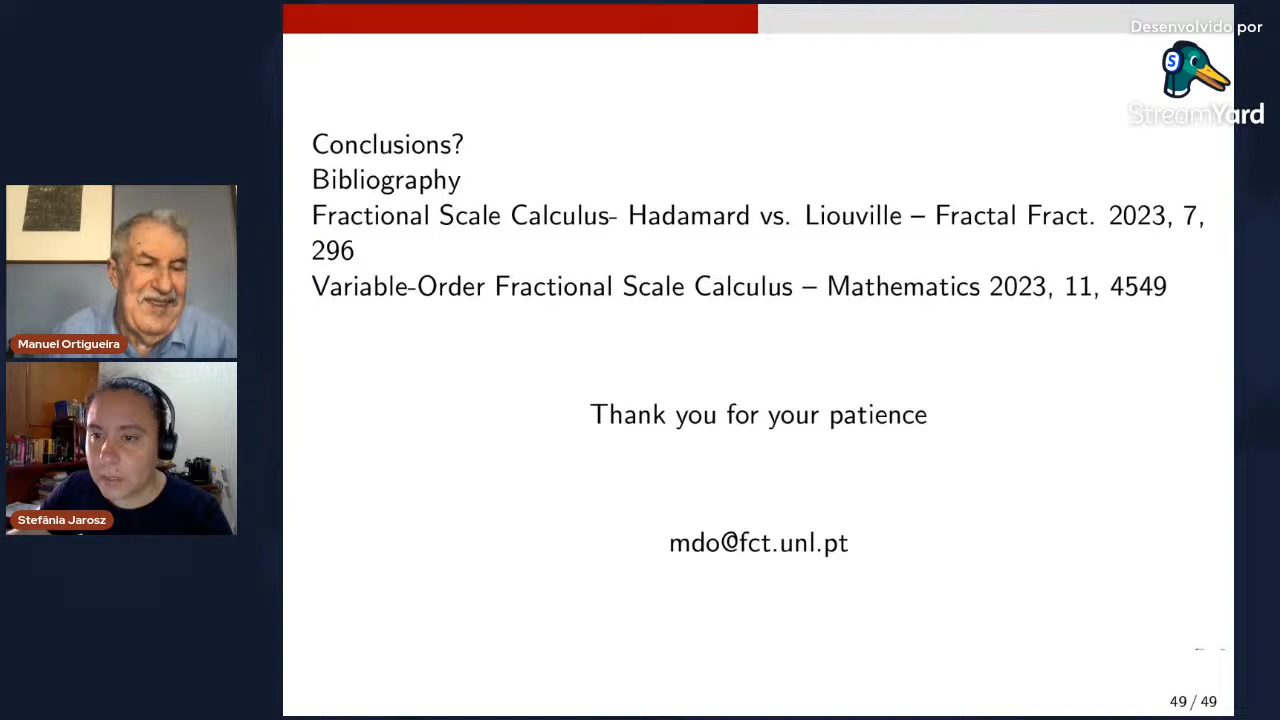 Desenvolvido por
StreamYard
Conclusions?
Bibliography
Fractional Scale Calculus- Hadamard vs. Liouville – Fractal Fract. 2023, 7,
296
Variable-Order Fractional Scale Calculus – Mathematics 2023, 11, 4549
Manuel Ortigueira
Thank you for your patience
Stefânia Jarosz
mdo@fct.unl.pt
49 / 49